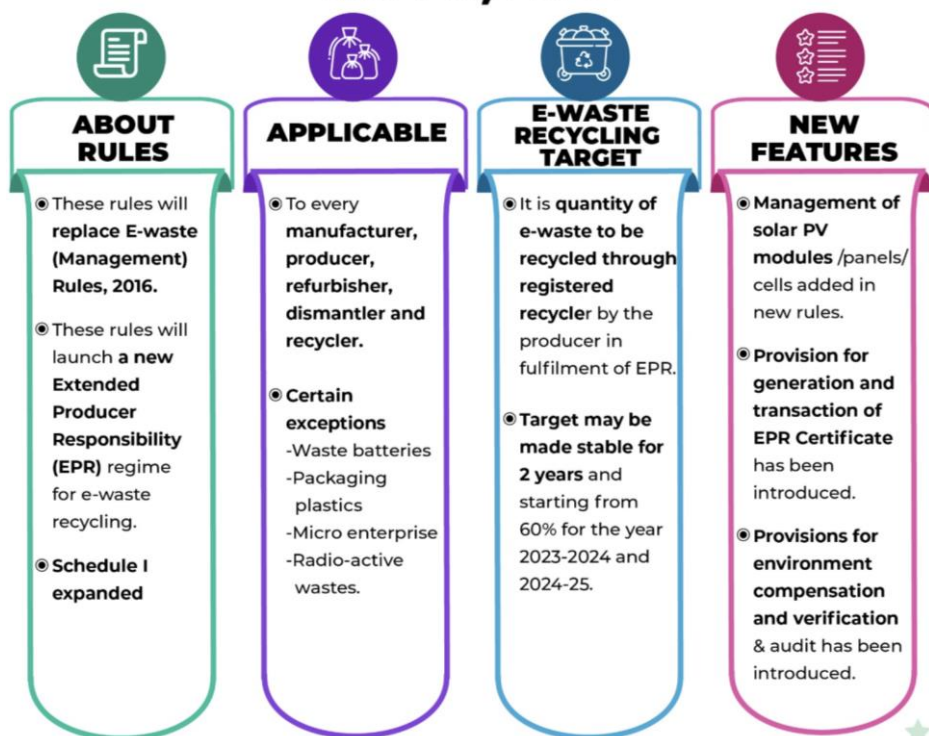 ABOUT
RULES
These rules will
replace E-waste
(Management)
Rules, 2016.
These rules will
launch a new
Extended
Producer
Responsibility
(EPR) regime
for e-waste
recycling.
Schedule I
expanded
APPLICABLE
To every
manufacturer,
producer,
refurbisher,
dismantler and
recycler.
Certain
exceptions
-Waste batteries
-Packaging
plastics
-Micro enterprise
-Radio-active
wastes.
E-WASTE
RECYCLING
TARGET
It is quantity of
e-waste to be
recycled through
registered
recycler by the
producer in
fulfilment of EPR.
Target may be
made stable for
2 years and
starting from
60% for the year
2023-2024 and
2024-25.
NEW
FEATURES
Management of
solar PV
modules /panels/
cells added in
new rules.
Provision for
generation and
transaction of
EPR Certificate
has been
introduced.
Provisions for
environment
compensation
and verification
& audit has been
introduced.